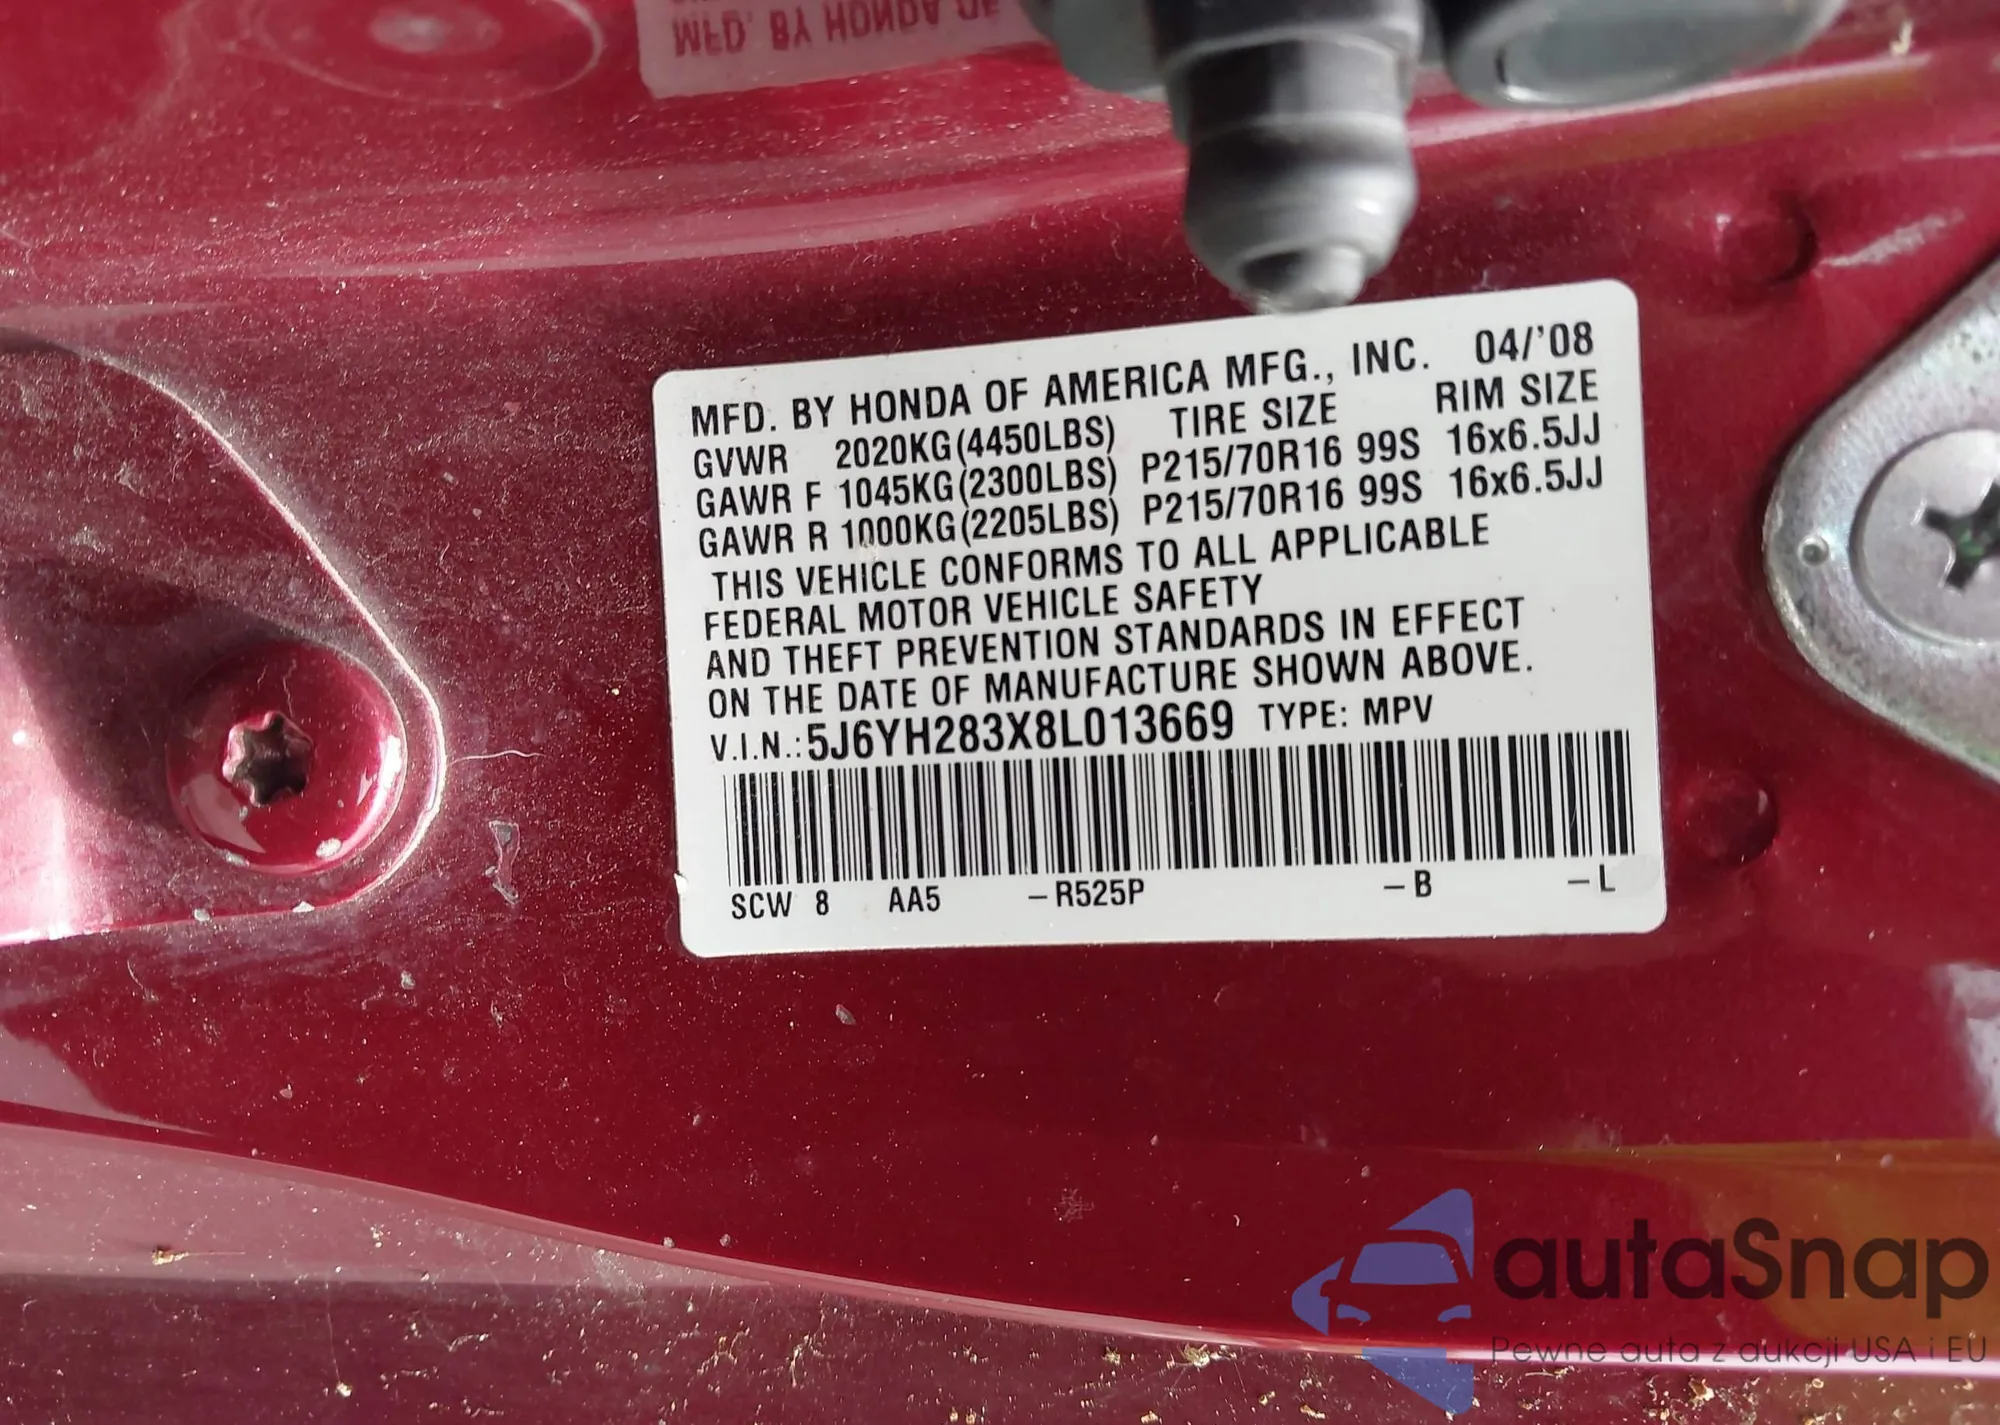 MFD. BY HONDA OF
MFD. BY HONDA OF AMERICA MFG., INC. 04/'08
GVWR 2020KG(4450LBS) TIRE SIZE RIM SIZE
GAWR F 1045KG(2300LBS) P215/70R16 99S 16x6.5JJ
GAWR R 1000KG(2205LBS) P215/70R16 99S 16x6.5JJ
THIS VEHICLE CONFORMS TO ALL APPLICABLE
FEDERAL MOTOR VEHICLE SAFETY
AND THEFT PREVENTION STANDARDS IN EFFECT
ON THE DATE OF MANUFACTURE SHOWN ABOVE.
V.I.N.:5J6YH283X8L013669 TYPE: MPV
SCW 8 AA5 –R525P –B –L
autaSnap
Pewne auta z aukcji USA i EU